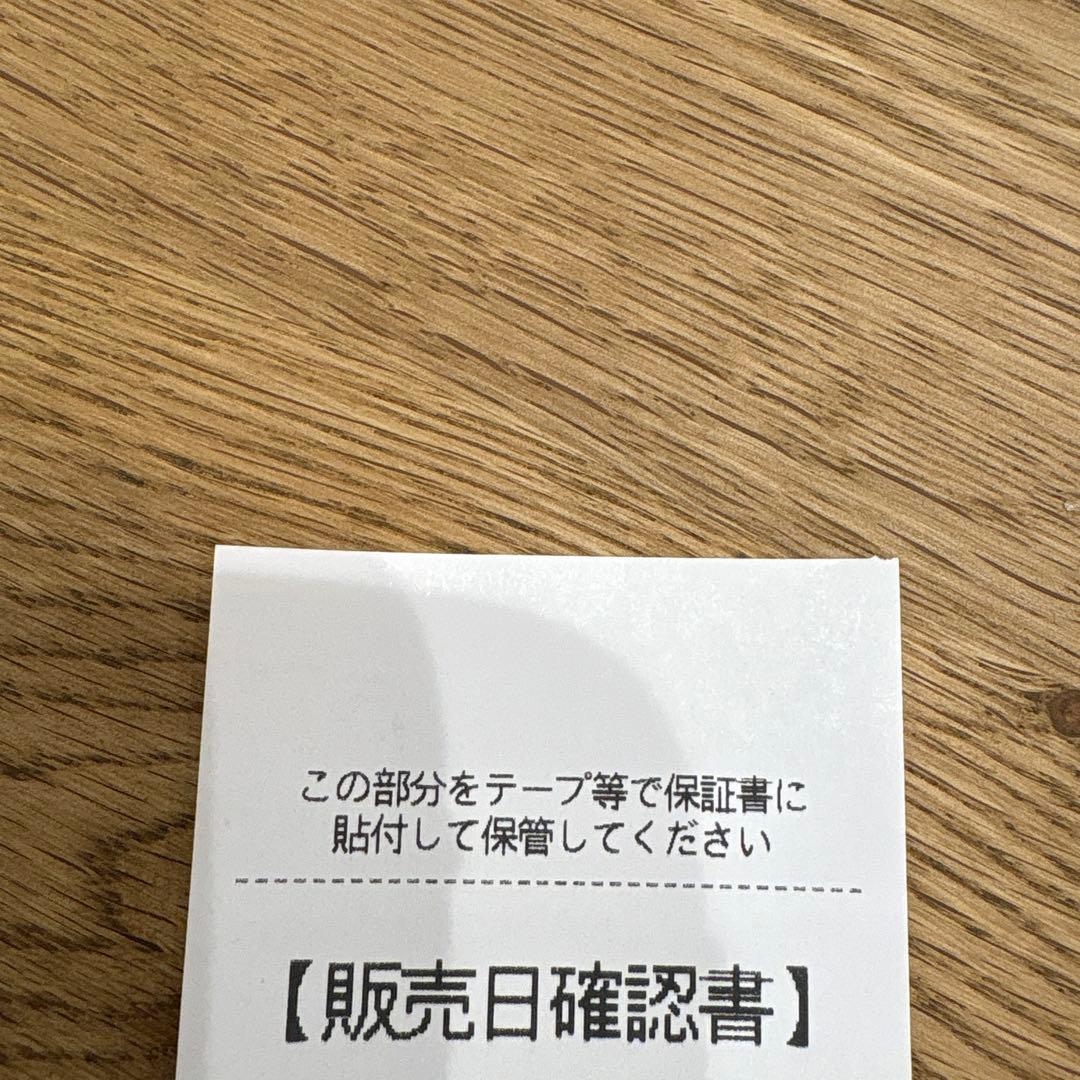 この部分をテープ等で保証書に
貼付して保管してください
【販売日確認書】